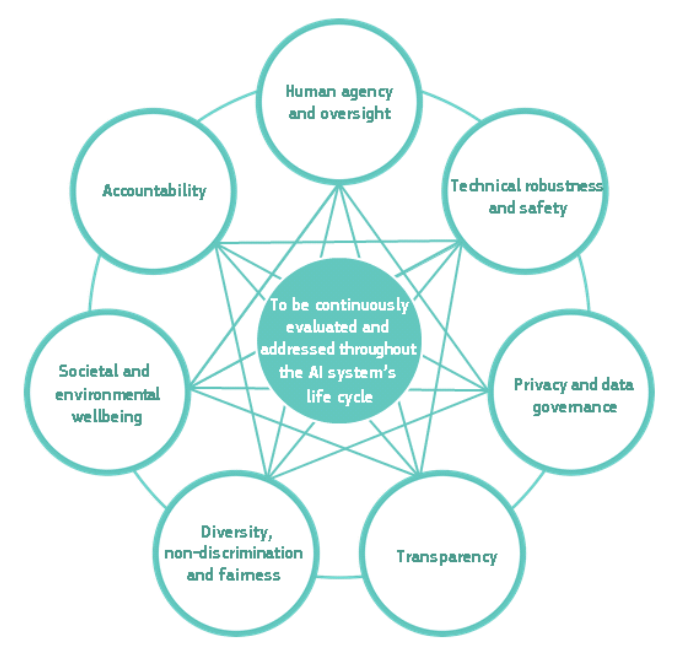 Human agency
and oversight
Technical robustness
and safety
Privacy and data
governance
Transparency
Diversity,
non-discrimination
and fairness
Societal and
environmental
wellbeing
Accountability
To be continuously
evaluated and
addressed throughout
the AI system's
life cycle